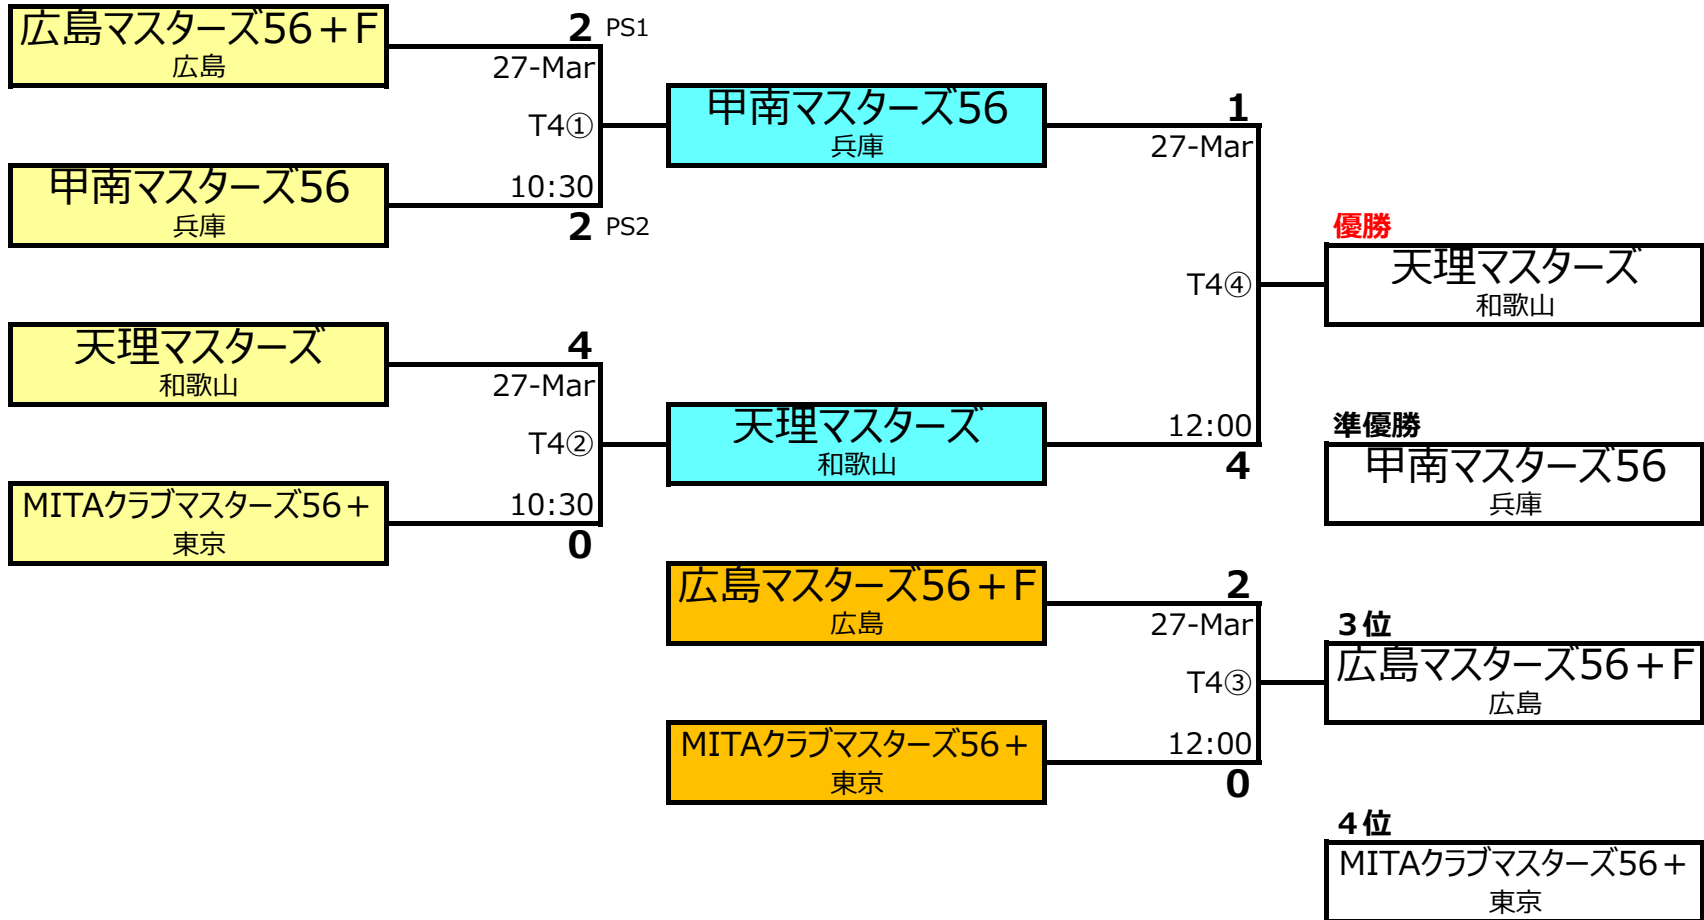 広島マスターズ56＋F
広島
2 PS1
27-Mar
T4①
10:30
2 PS2
甲南マスターズ56
兵庫
天理マスターズ
和歌山
4
27-Mar
T4②
10:30
0
MITAクラブマスターズ56＋
東京
甲南マスターズ56
兵庫
1
27-Mar
T4④
12:00
4
天理マスターズ
和歌山
広島マスターズ56＋F
広島
2
27-Mar
T4③
12:00
0
MITAクラブマスターズ56＋
東京
優勝
天理マスターズ
和歌山
準優勝
甲南マスターズ56
兵庫
３位
広島マスターズ56＋F
広島
４位
MITAクラブマスターズ56＋
東京